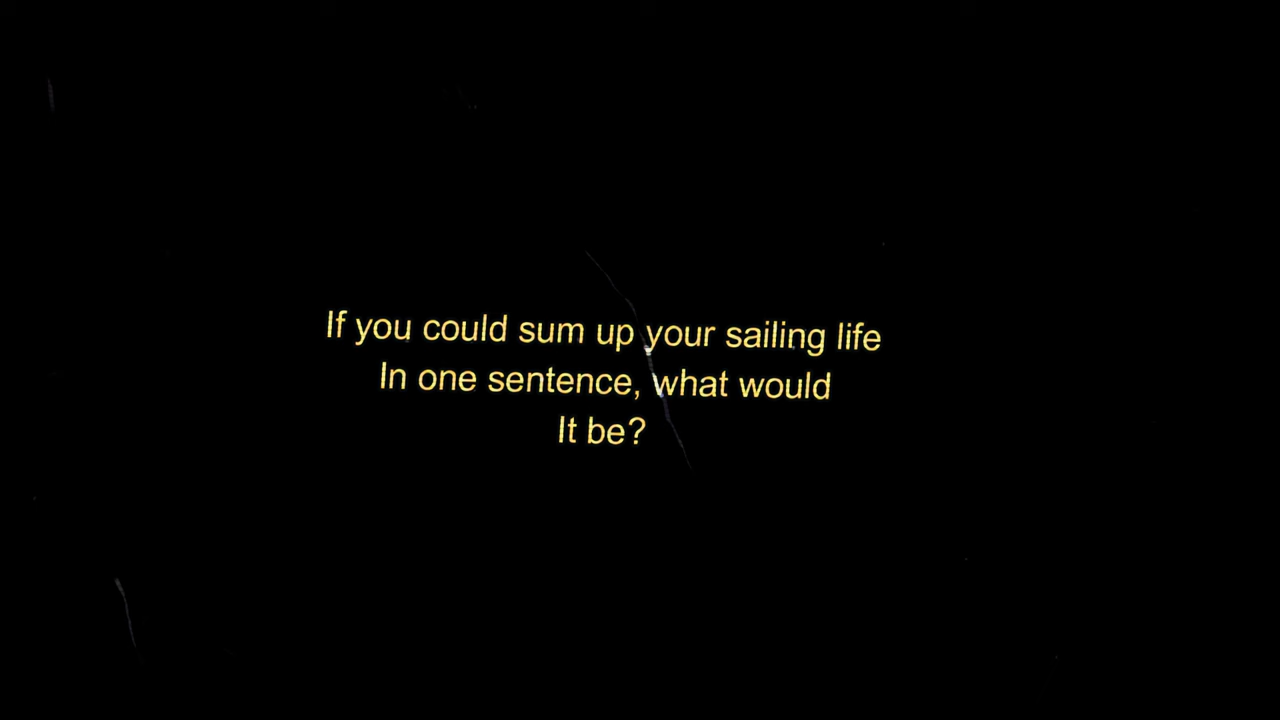 If you could sum up your sailing life
In one sentence, what would
It be?